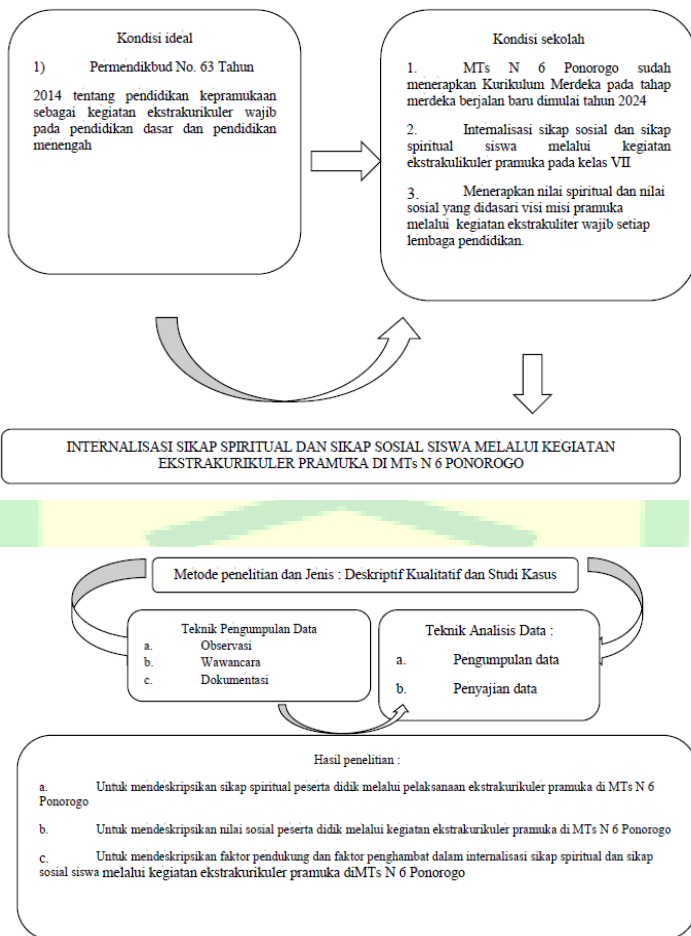 Kondisi ideal
1) Permendikbud No. 63 Tahun
2014 tentang pendidikan kepramukaan
sebagai kegiatan ekstrakurikuler wajib
pada pendidikan dasar dan pendidikan
menengah
Kondisi sekolah
1. MTs N 6 Ponorogo sudah
menerapkan Kurikulum Merdeka pada tahap
merdeka berjalan baru dimulai tahun 2024
2. Internalisasi sikap sosial dan sikap
spiritual siswa melalui kegiatan
ekstrakulikuler pramuka pada kelas VII
3. Menerapkan nilai spiritual dan nilai
sosial yang didasari visi misi pramuka
melalui kegiatan ekstrakuliter wajib setiap
lembaga pendidikan.
INTERNALISASI SIKAP SPIRITUAL DAN SIKAP SOSIAL SISWA MELALUI KEGIATAN
EKSTRAKURIKULER PRAMUKA DI MTs N 6 PONOROGO
Metode penelitian dan Jenis : Deskriptif Kualitatif dan Studi Kasus
Teknik Pengumpulan Data
a. Observasi
b. Wawancara
c. Dokumentasi
Teknik Analisis Data :
a. Pengumpulan data
b. Penyajian data
Hasil penelitian :
a. Untuk mendeskripsikan sikap spiritual peserta didik melalui pelaksanaan ekstrakurikuler pramuka di MTs N 6
Ponorogo
b. Untuk mendeskripsikan nilai sosial peserta didik melalui kegiatan ekstrakurikuler pramuka di MTs N 6 Ponorogo
c. Untuk mendeskripsikan faktor pendukung dan faktor penghambat dalam internalisasi sikap spiritual dan sikap
sosial siswa melalui kegiatan ekstrakurikuler pramuka diMTs N 6 Ponorogo